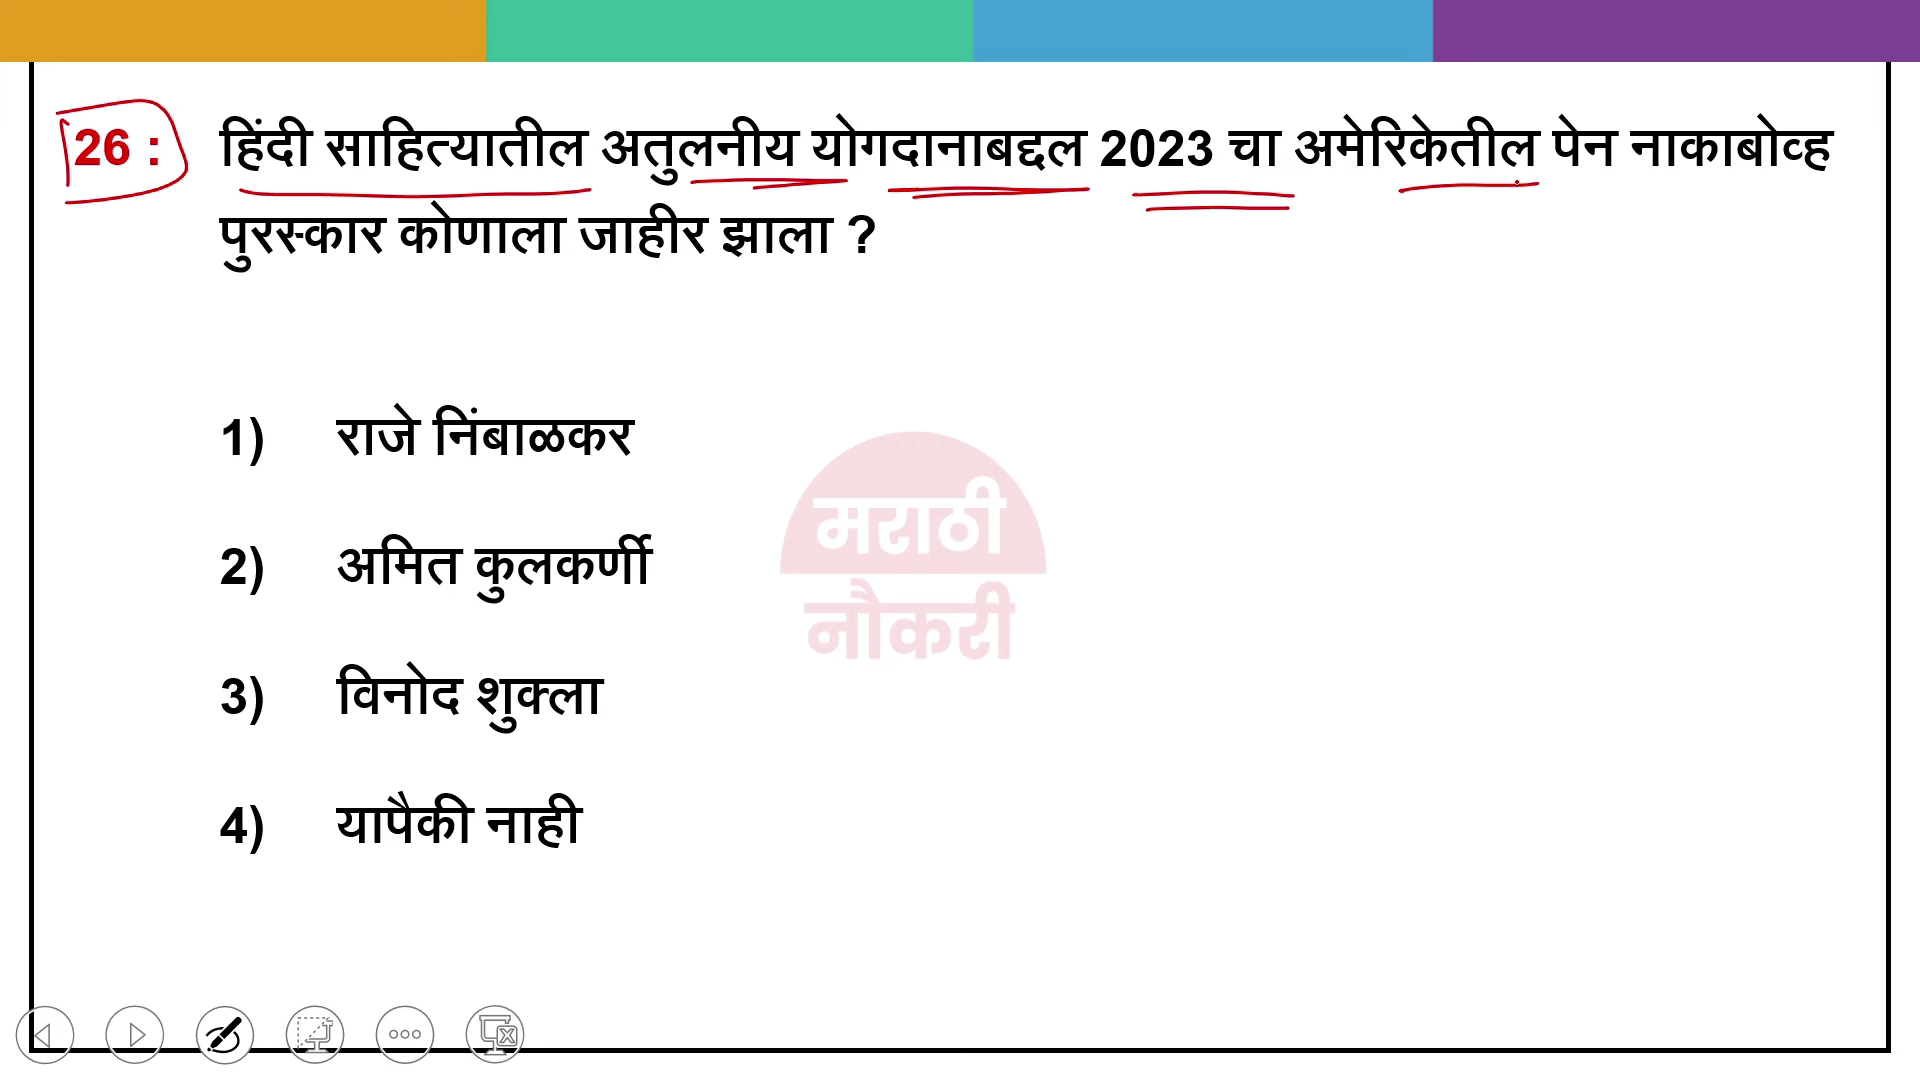 26 : हिंदी साहित्यातील अतुलनीय योगदानाबद्दल 2023 चा अमेरिकेतील पेन नाकाबोव्ह
पुरस्कार कोणाला जाहीर झाला ?
1) राजे निंबाळकर
2) अमित कुलकर्णी
3) विनोद शुक्ला
4) यापैकी नाही
मराठी
नौकरी